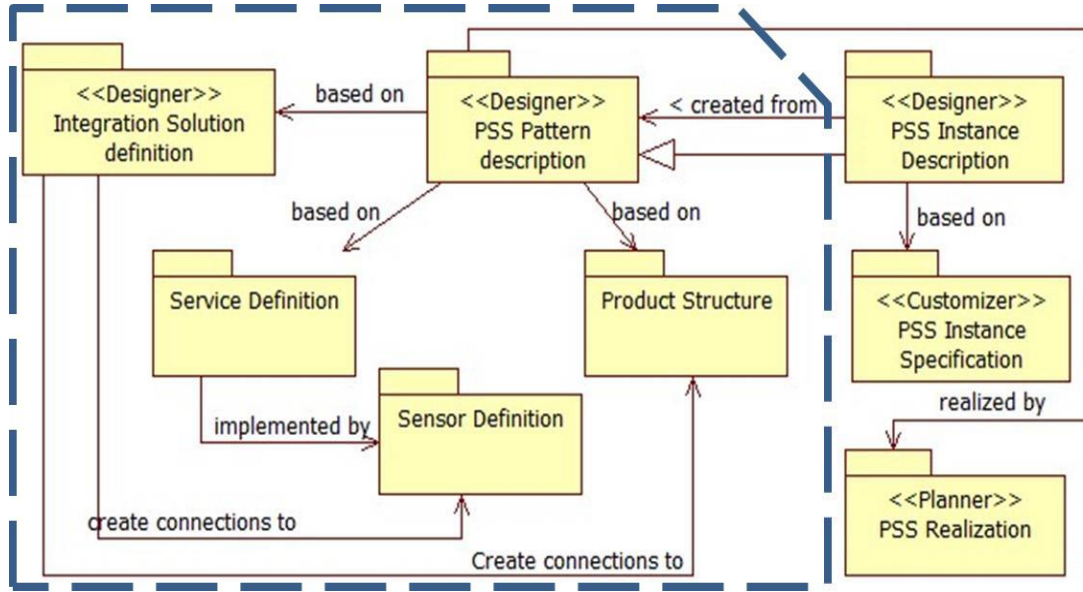 <<Designer>>
Integration Solution
definition
based on
<<Designer>>
PSS Pattern
description
< created from
<<Designer>>
PSS Instance
Description
based on
based on
based on
Service Definition
Product Structure
<<Customizer>>
PSS Instance
Specification
implemented by
Sensor Definition
realized by
<<Planner>>
PSS Realization
create connections to
Create connections to